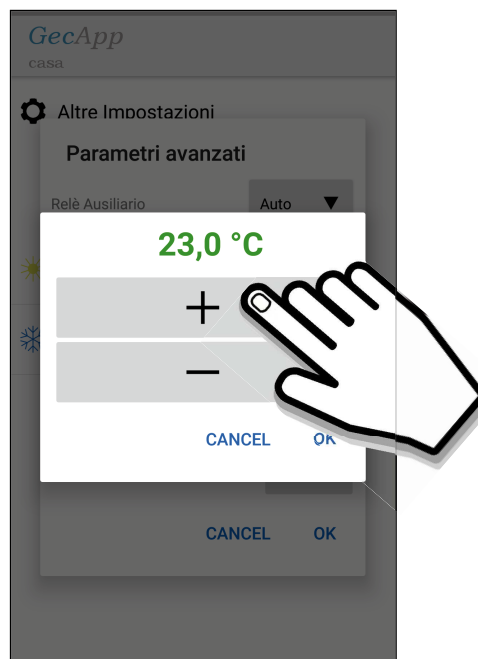 GecApp
casa
Altre Impostazioni
Parametri avanzati
Relè Ausiliario
Auto ▼
23,0 °C
+
—
CANCEL OK
CANCEL OK